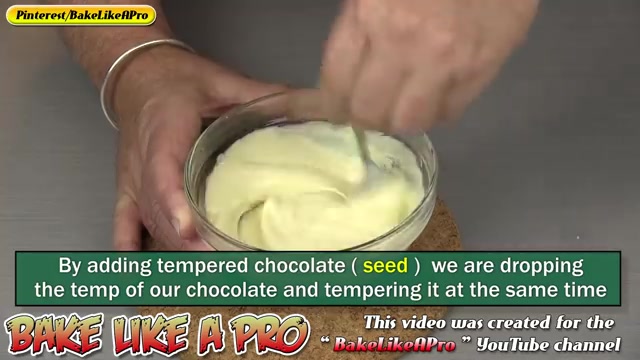 Pinterest/BakeLikeAPro
By adding tempered chocolate ( seed ) we are dropping
the temp of our chocolate and tempering it at the same time
BAKE LIKE A PRO
This video was created for the
“ BakeLikeAPro ” YouTube channel